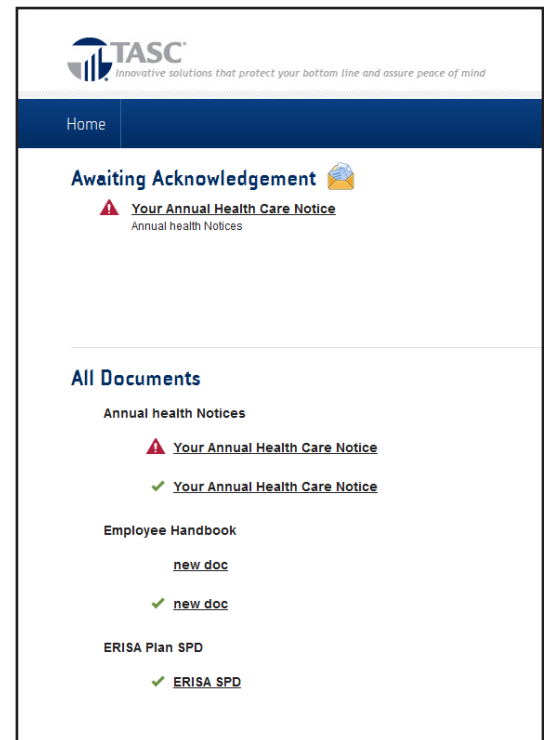 TASC
Innovative solutions that protect your bottom line and assure peace of mind
Home
Awaiting Acknowledgement
Your Annual Health Care Notice
Annual health Notices
All Documents
Annual health Notices
Your Annual Health Care Notice
Your Annual Health Care Notice
Employee Handbook
new doc
new doc
ERISA Plan SPD
ERISA SPD